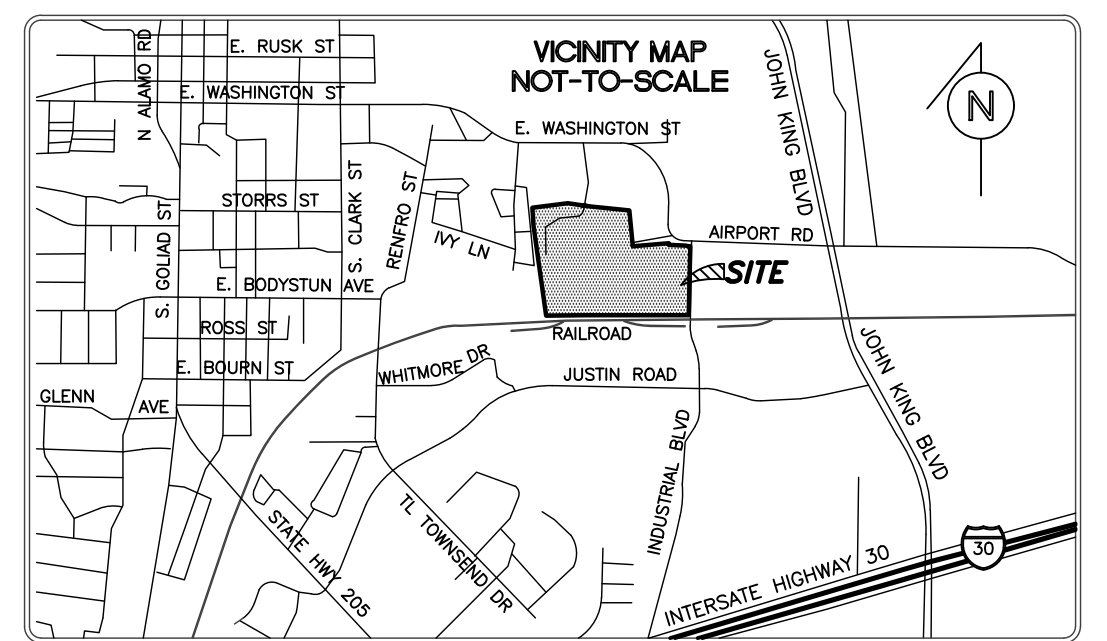 VICINITY MAP
NOT-TO-SCALE
N
N ALAMO RD
E. RUSK ST
E. WASHINGTON ST
E. WASHINGTON ST
JOHN KING BLVD
STORRS ST
S. CLARK ST
RENFRO ST
IVY LN
AIRPORT RD
S. GOLIAD ST
SITE
E. BODYSTUN AVE
ROSS ST
RAILROAD
E. BOURN ST
WHITMORE DR
JUSTIN ROAD
JOHN KING BLVD
GLENN AVE
INDUSTRIAL BLVD
STATE HWY 205
TL TOWNSEND DR
INTERSATE HIGHWAY 30
30